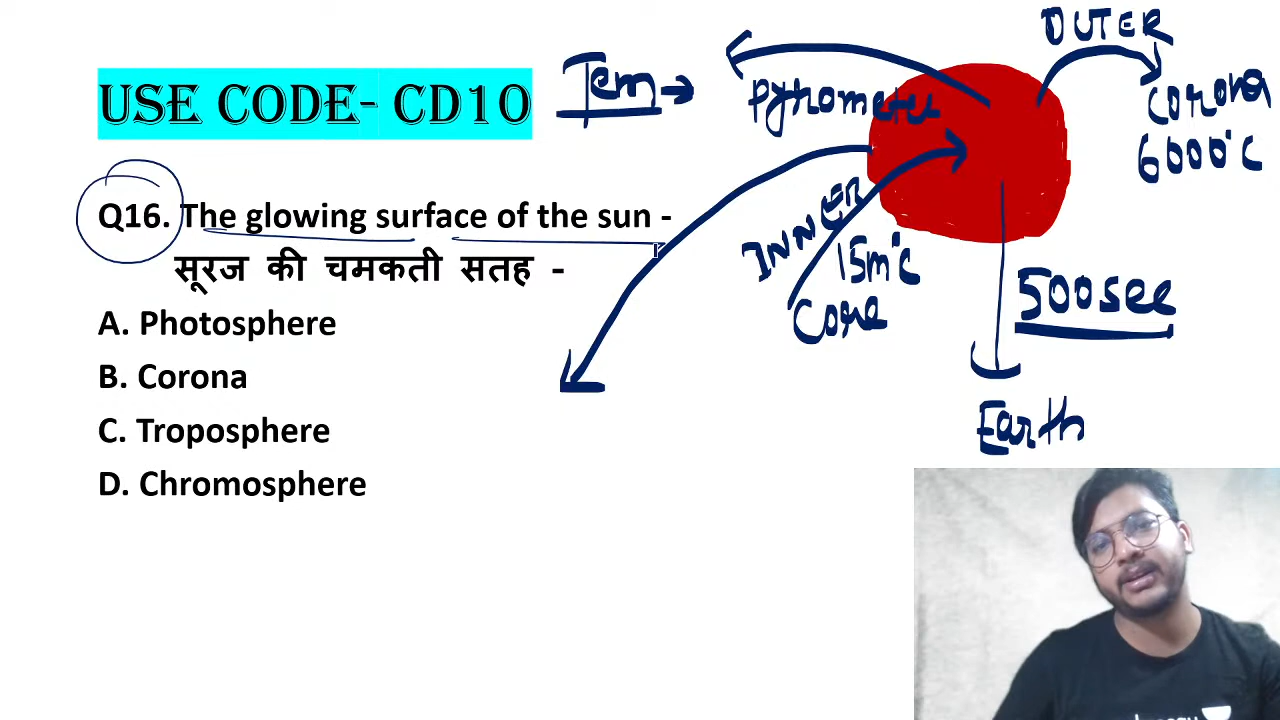 USE CODE- CD10
Tem →
pyrometer
OUTER
corona
6000°C
Q16. The glowing surface of the sun -
सूरज की चमकती सतह -
INNER
15m°C
Core
500sec
Earth
A. Photosphere
B. Corona
C. Troposphere
D. Chromosphere